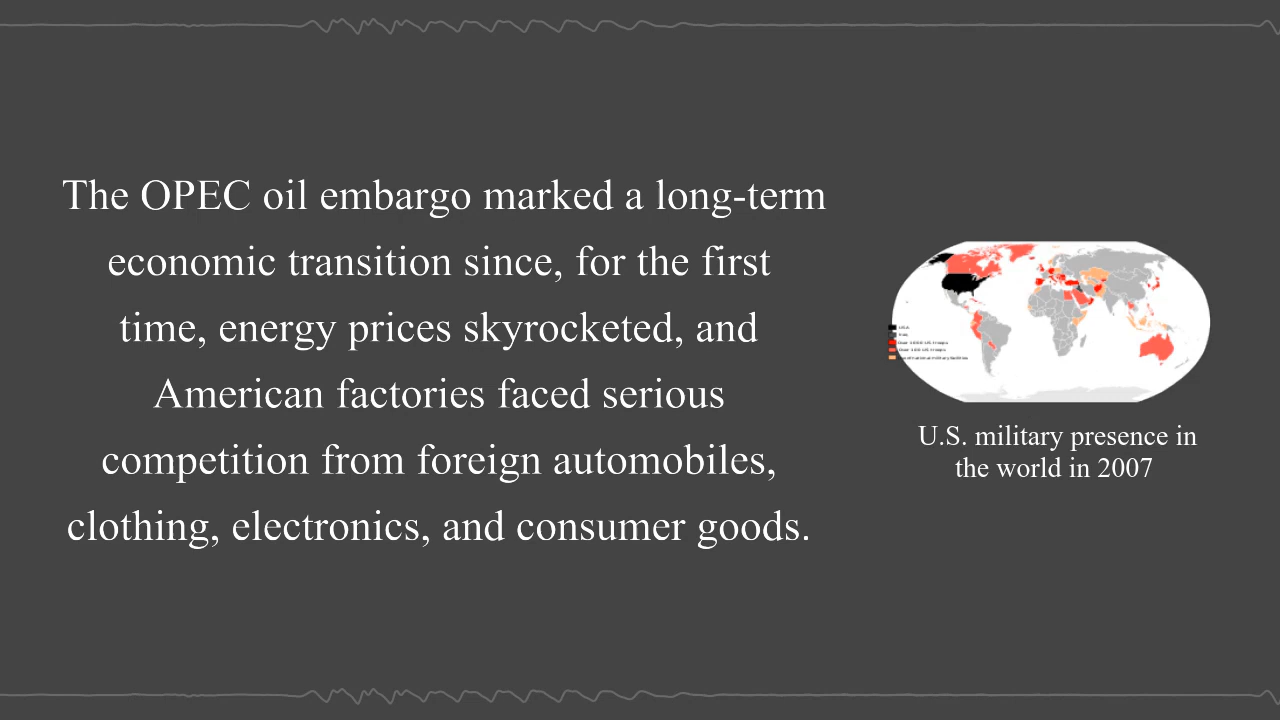 The OPEC oil embargo marked a long-term
economic transition since, for the first
time, energy prices skyrocketed, and
American factories faced serious
competition from foreign automobiles,
clothing, electronics, and consumer goods.
U.S. military presence in
the world in 2007